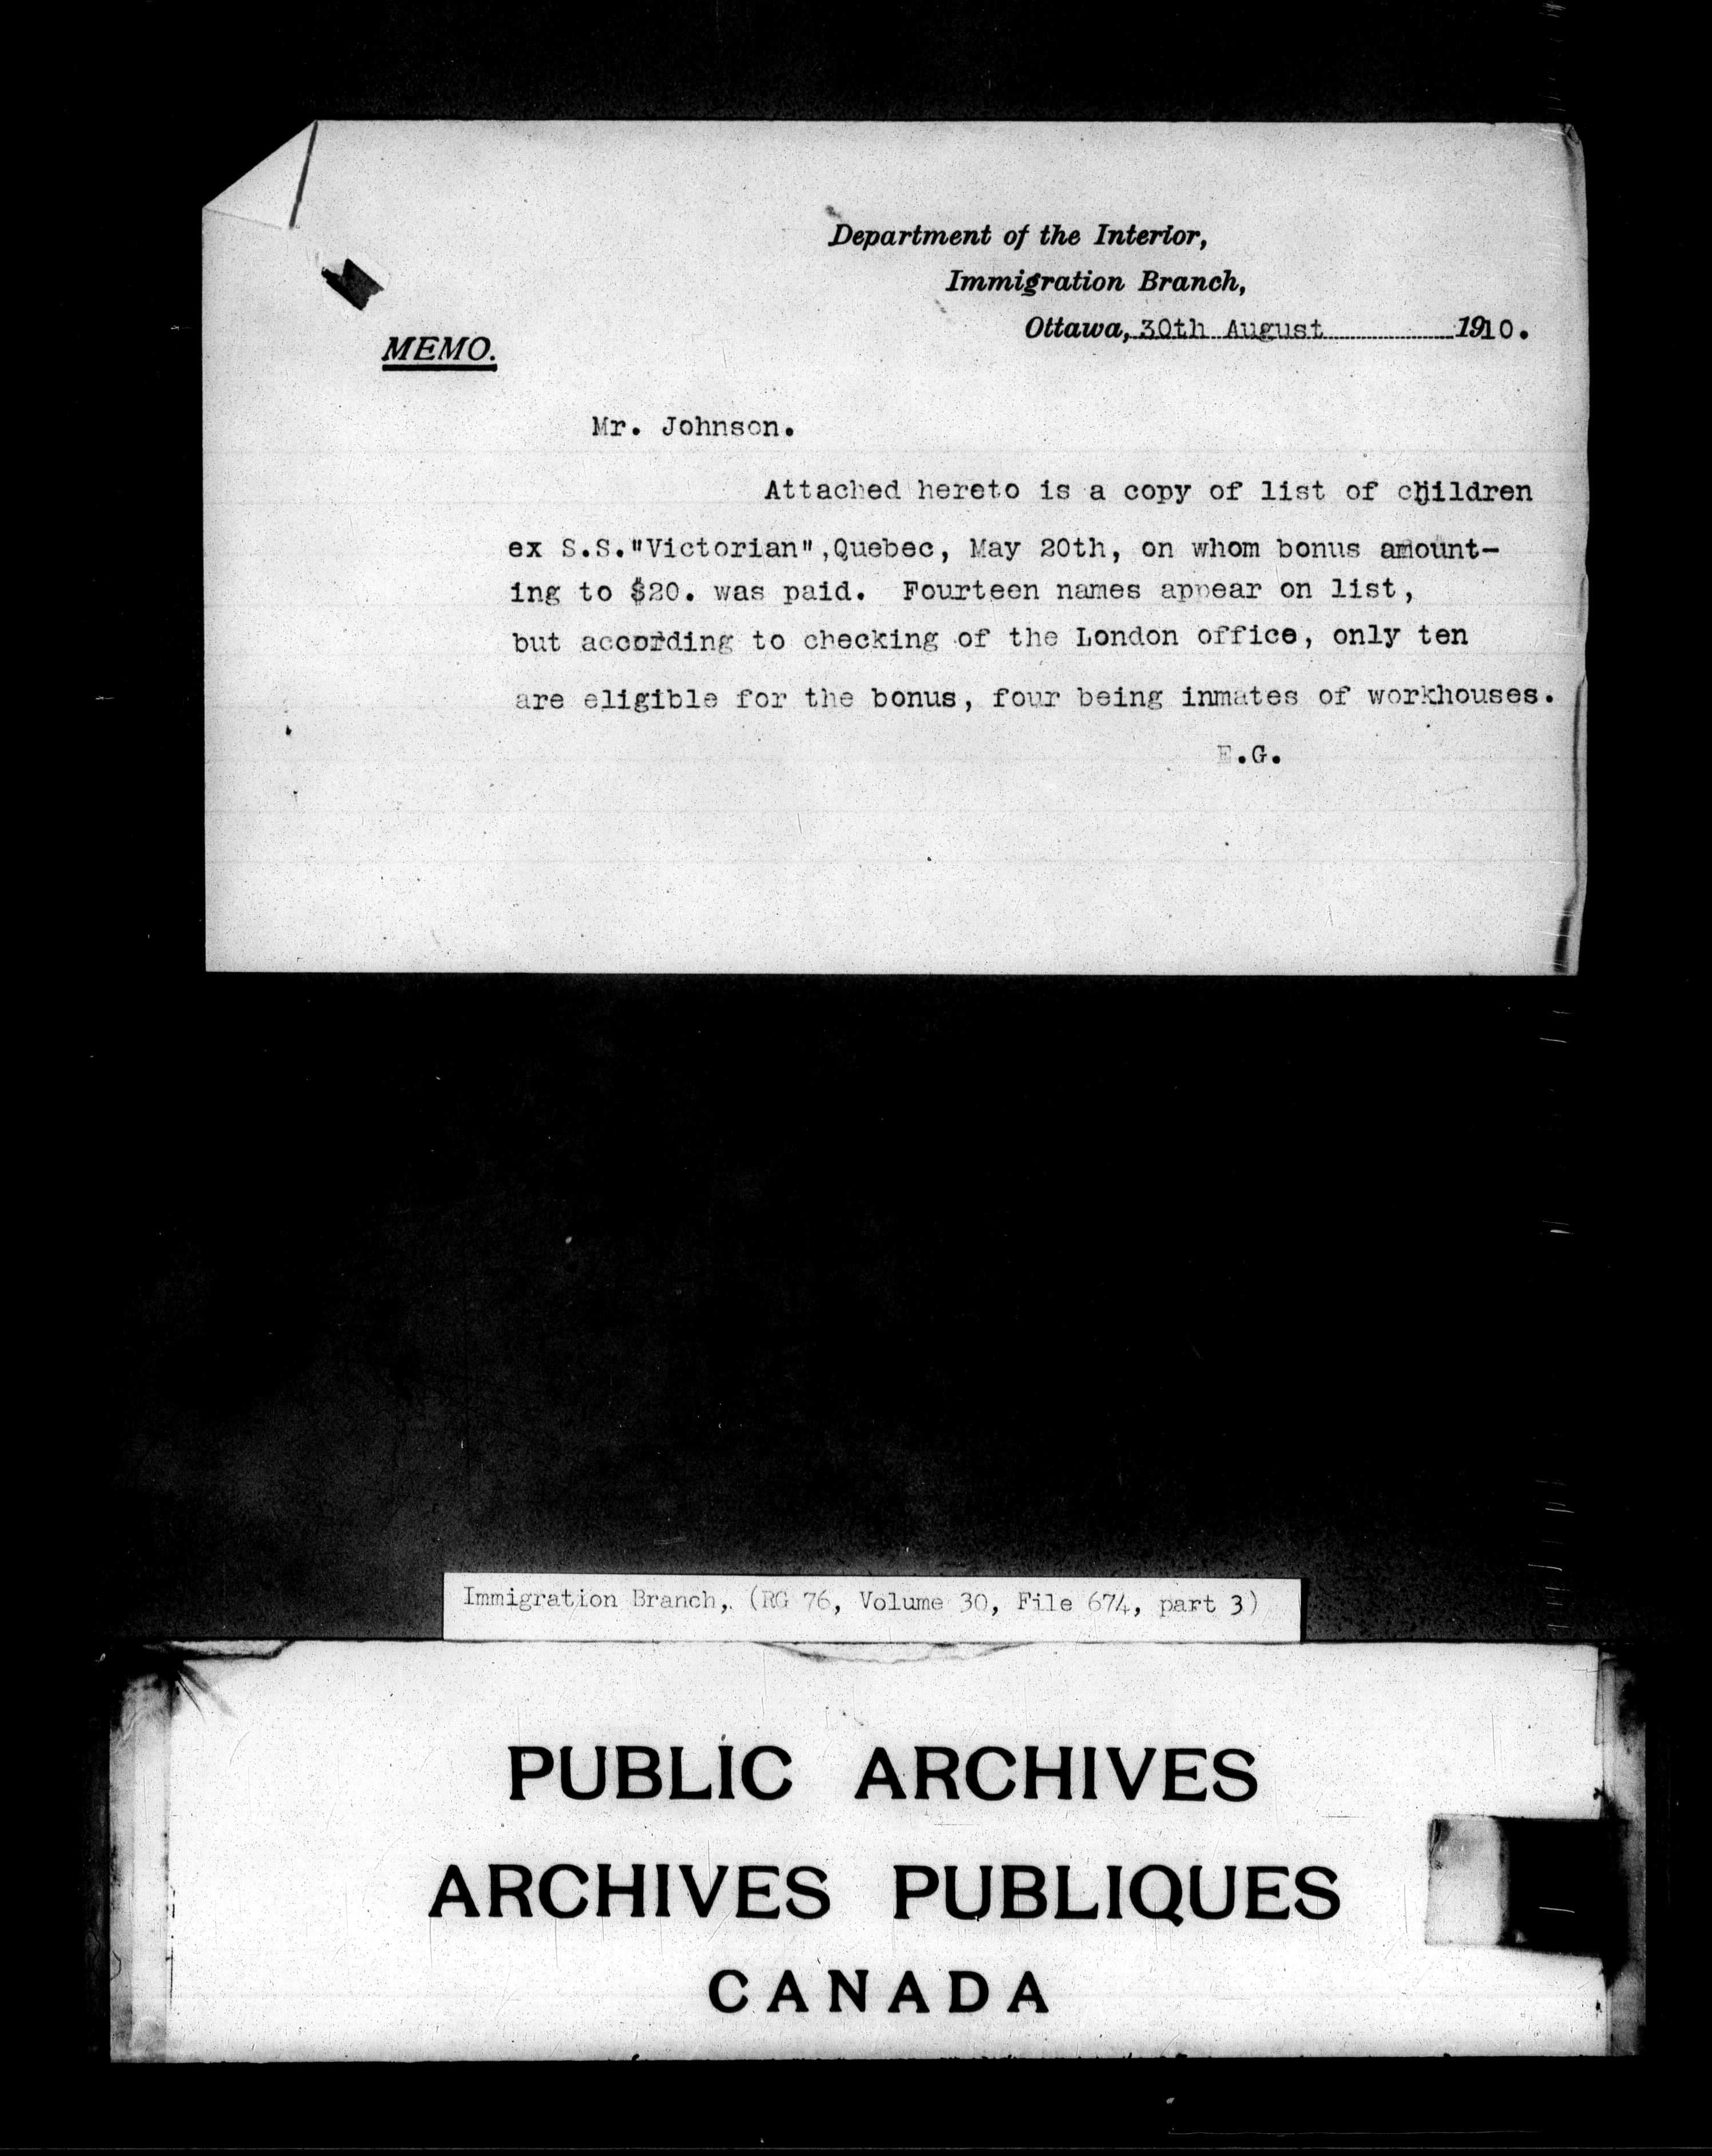 Department of the Interior,
Immigration Branch,
Ottawa, 30th August 1910.
MEMO.
Mr. Johnson.
Attached hereto is a copy of list of children
ex S.S."Victorian",Quebec, May 20th, on whom bonus amount-
ing to $20. was paid. Fourteen names appear on list,
but according to checking of the London office, only ten
are eligible for the bonus, four being inmates of workhouses.
E.G.
Immigration Branch, (RG 76, Volume 30, File 674, part 3)
PUBLIC ARCHIVES
ARCHIVES PUBLIQUES
CANADA